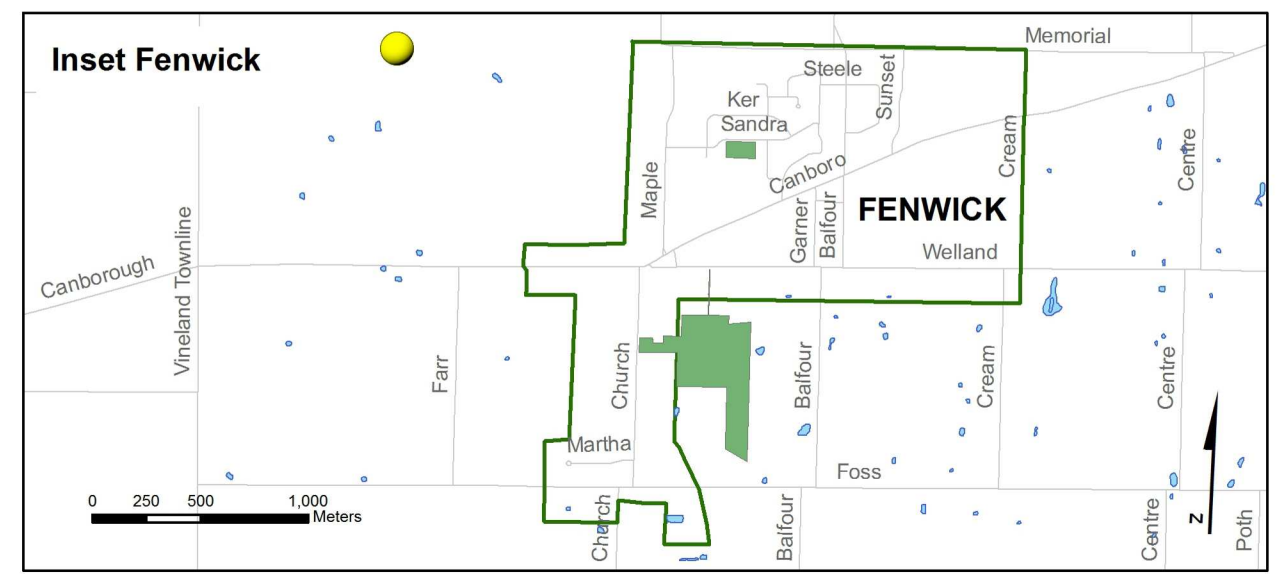 Inset Fenwick
Memorial
Steele
Sunset
Ker
Sandra
Cream
Centre
Canboro
Maple
FENWICK
Garner
Balfour
Welland
Vineland Townline
Canborough
Farr
Church
Balfour
Cream
Centre
Martha
Foss
0 250 500 1,000
Meters
Church
Balfour
Centre
N
Poth